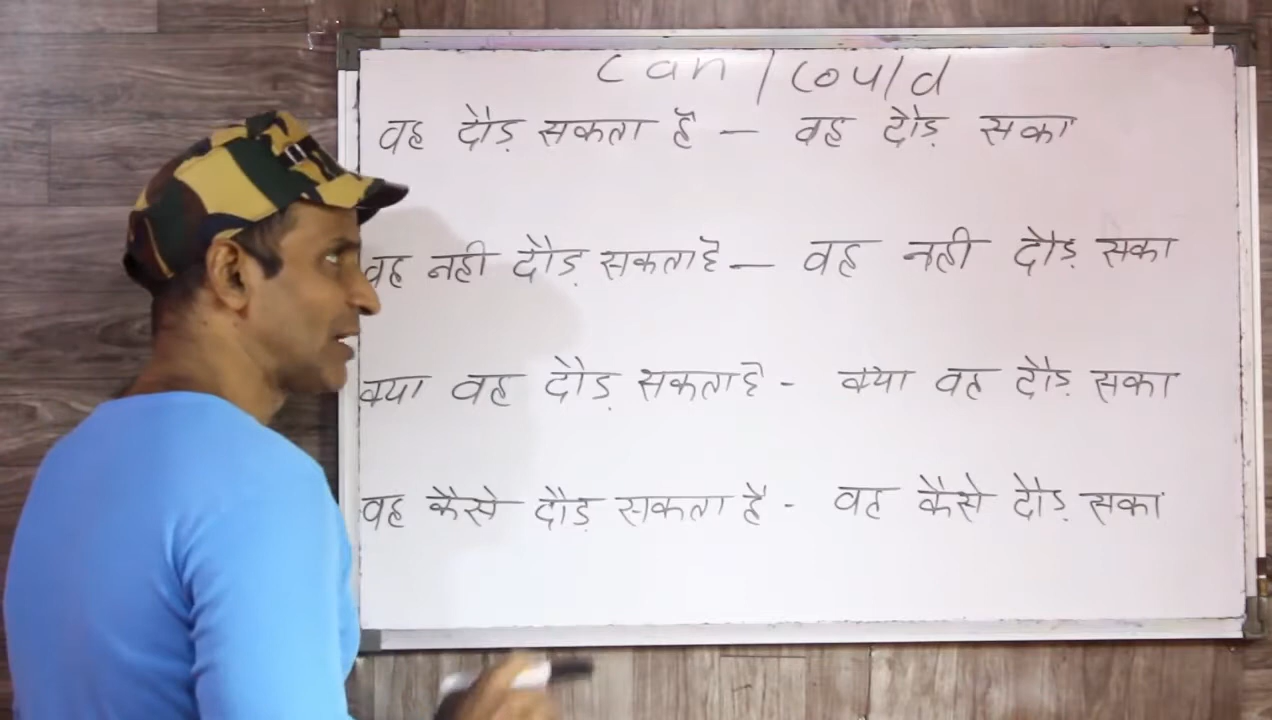 can / could
वह दौड़ सकता है — वह दौड़ सका
वह नही दौड़ सकता है — वह नही दौड़ सका
क्या वह दौड़ सकता है - क्या वह दौड़ सका
वह कैसे दौड़ सकता है - वह कैसे दौड़ सका